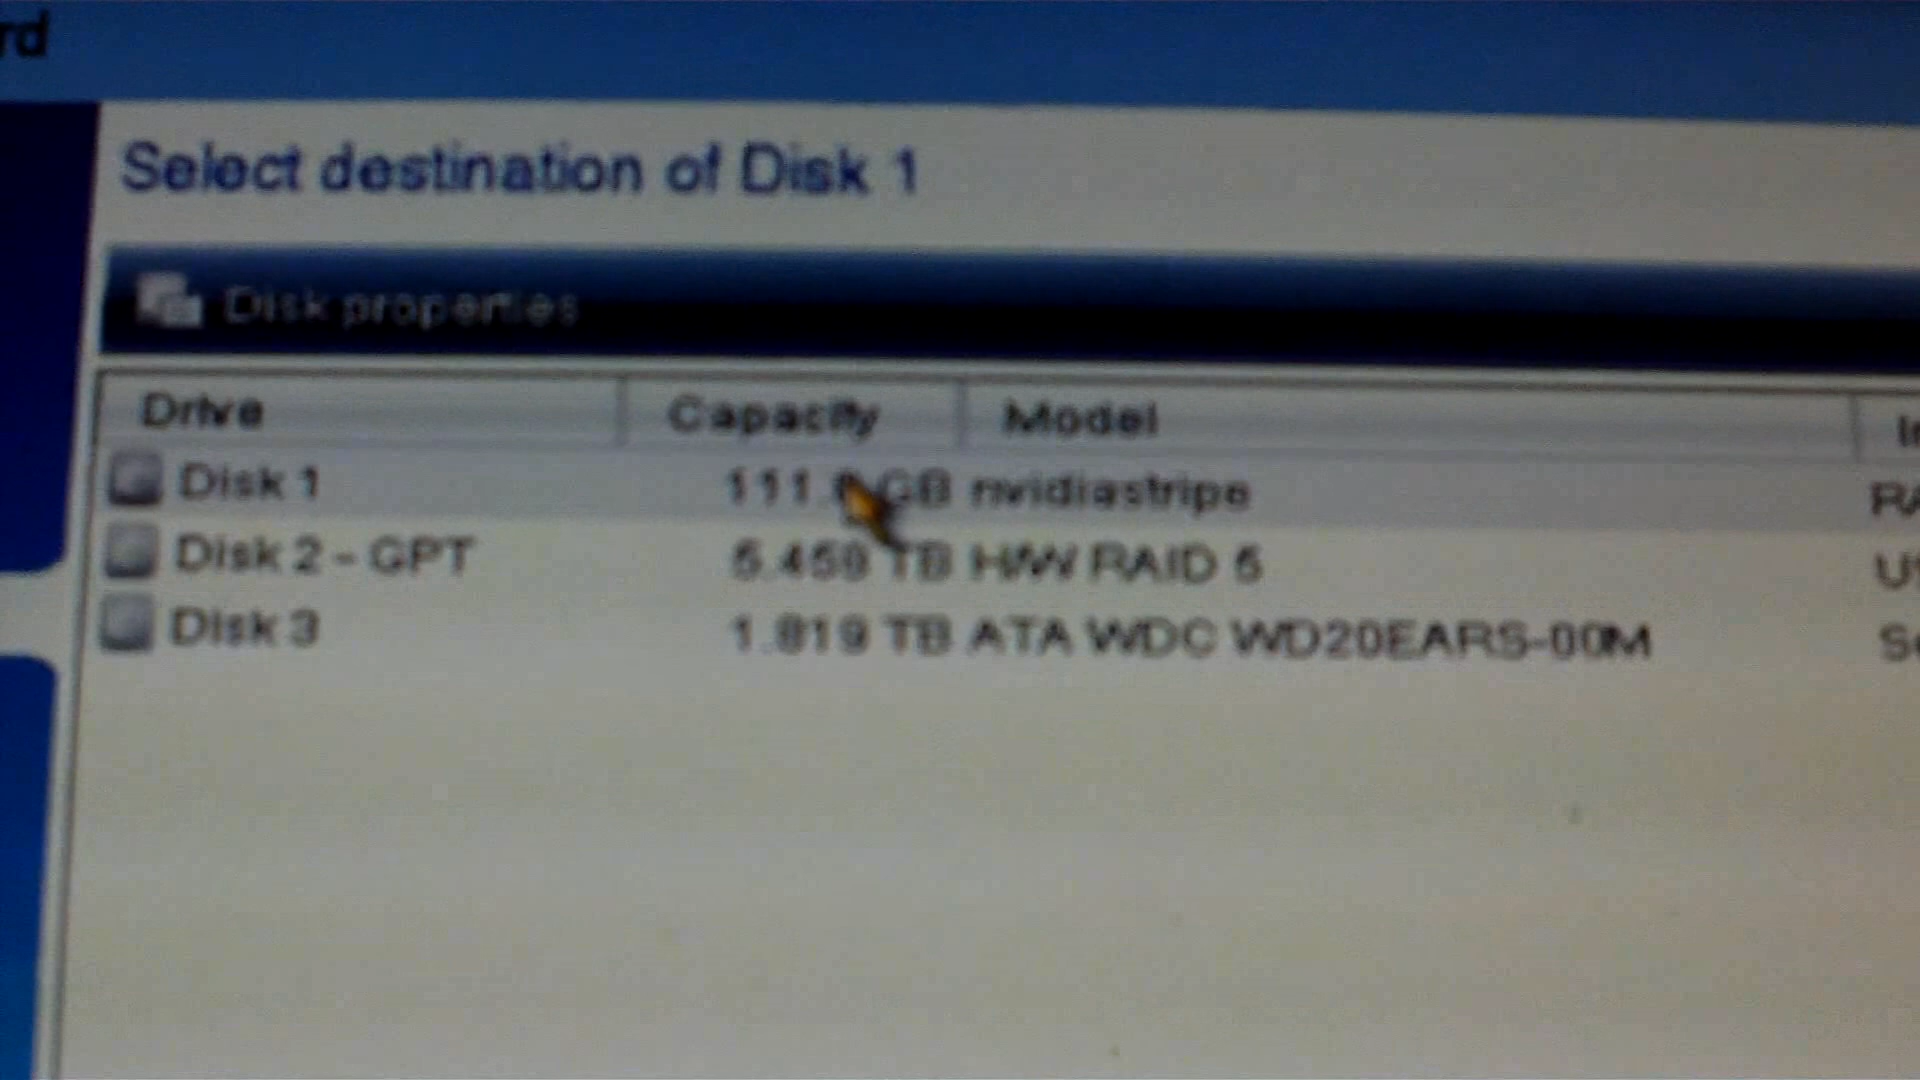 rd
Select destination of Disk 1
Disk properties
Drive Capacity Model
Disk 1 GB nvidiastripe
Disk 2 - GPT 5.459 TB H/W RAID 5
Disk 3 1.819 TB ATA WDC WD20EARS-00M